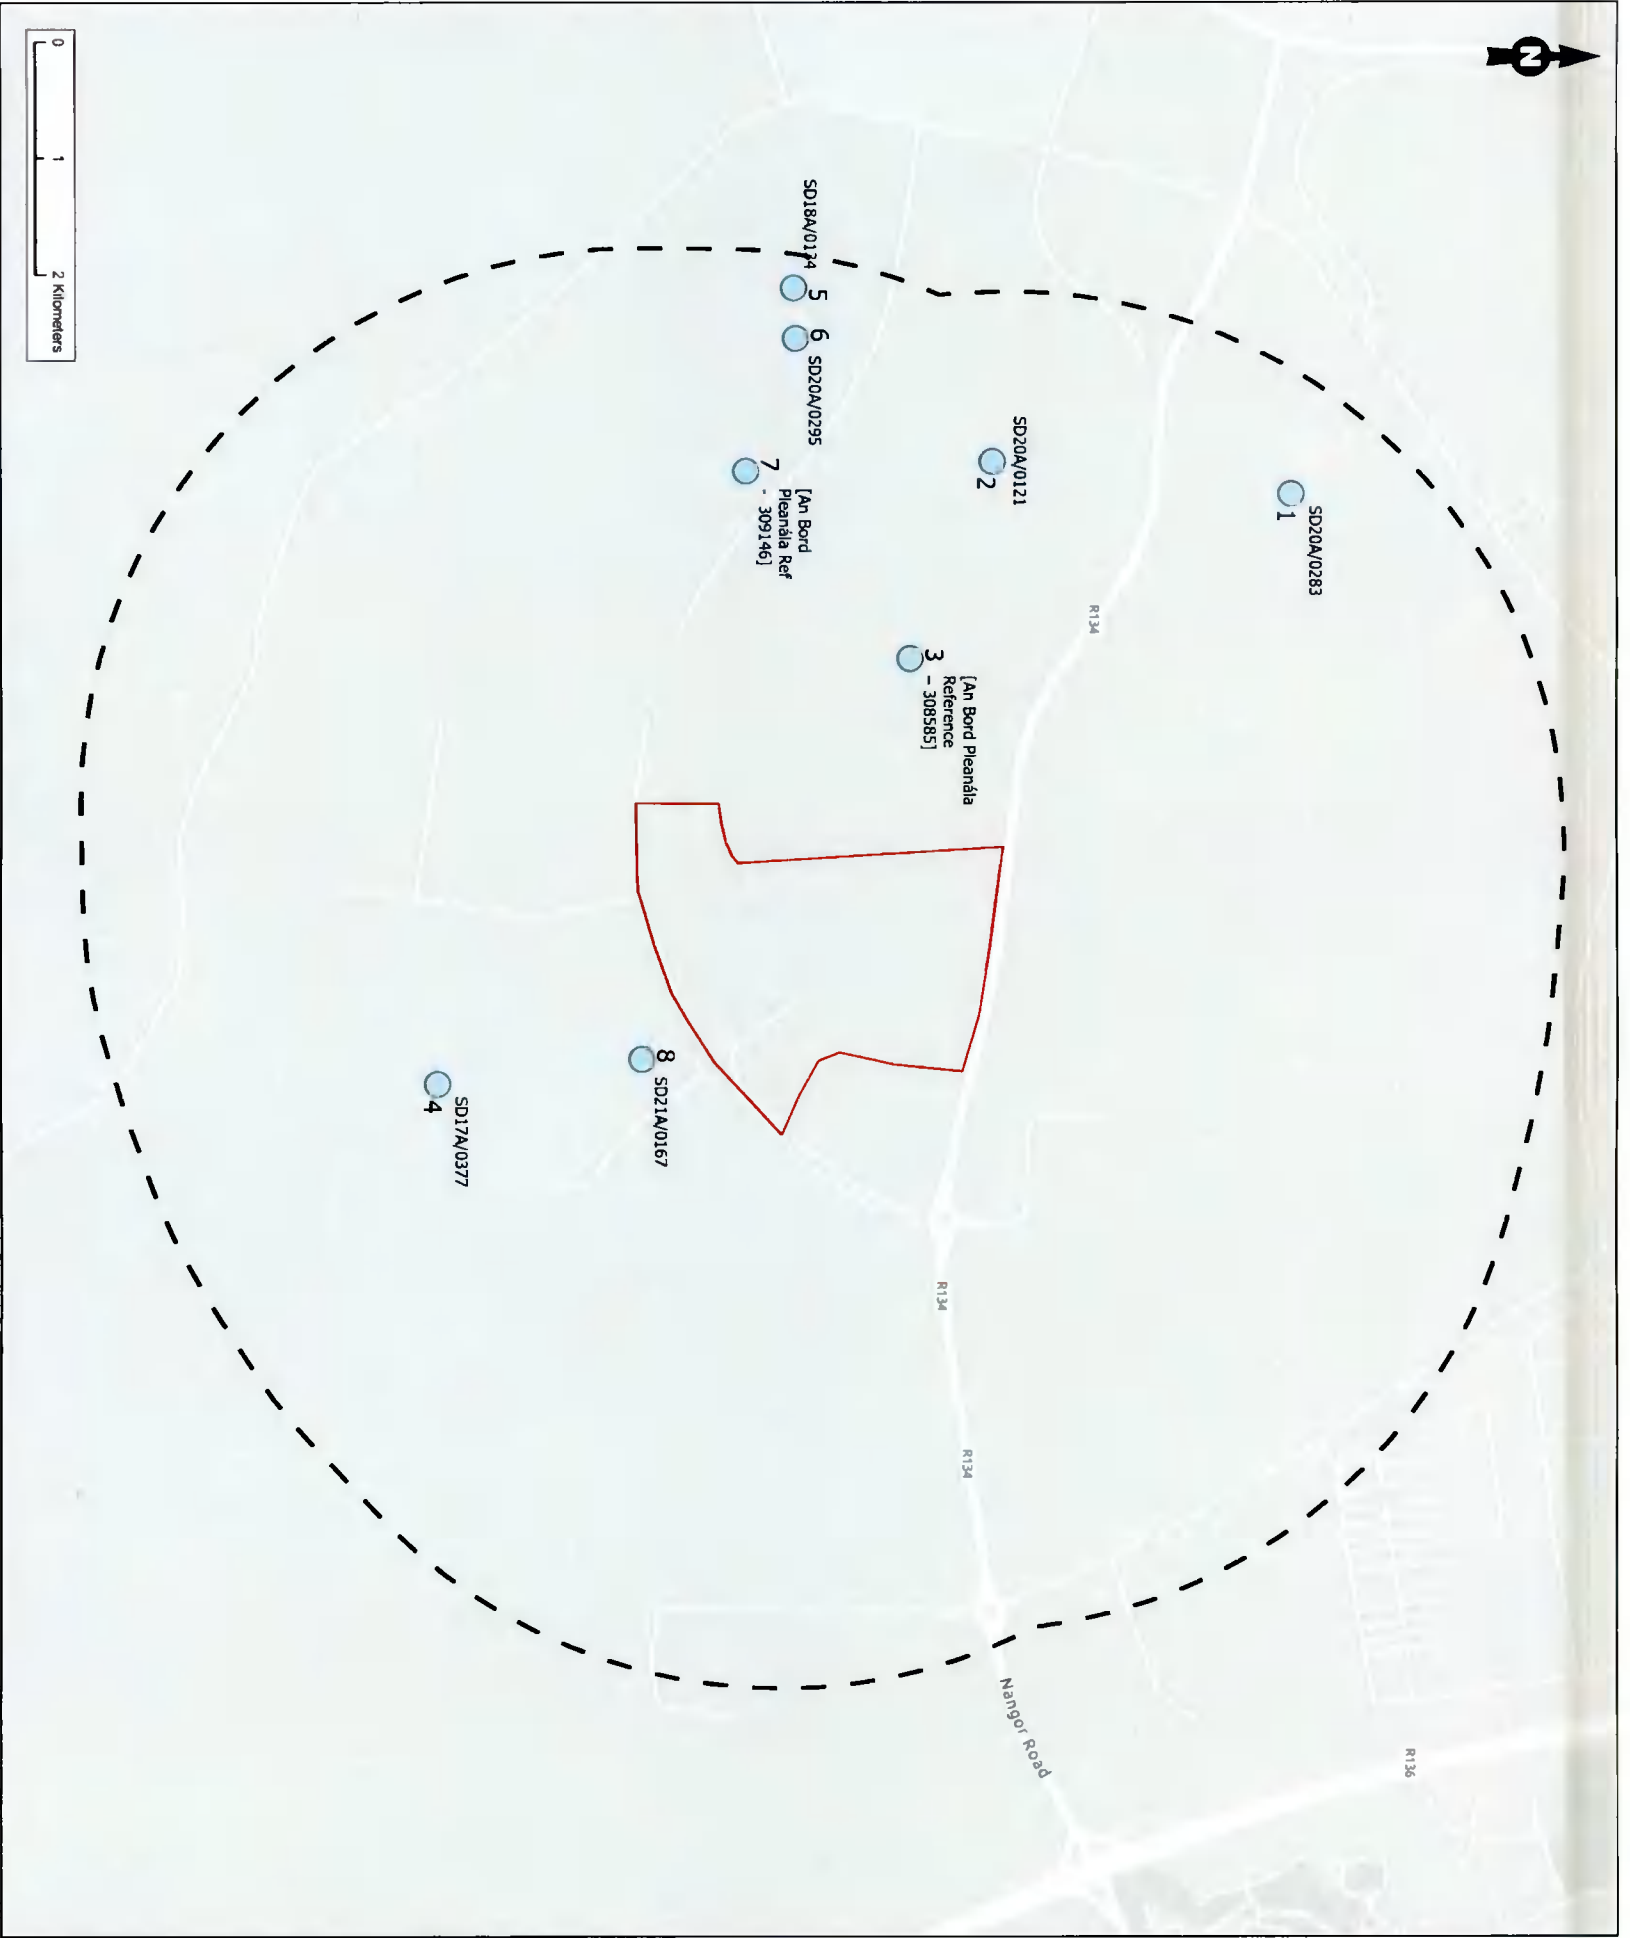 N
SD20A/0283
1
R136
R134
SD20A/0121
2
[An Bord Pleanála
Reference
3 - 308585]
Nangor Road
R134
R134
SD18A/0134
5
6
SD20A/0295
[An Bord
Pleanála Ref
7 - 309146]
8
SD21A/0167
SD17A/0377
4
0 1 2 Kilometers